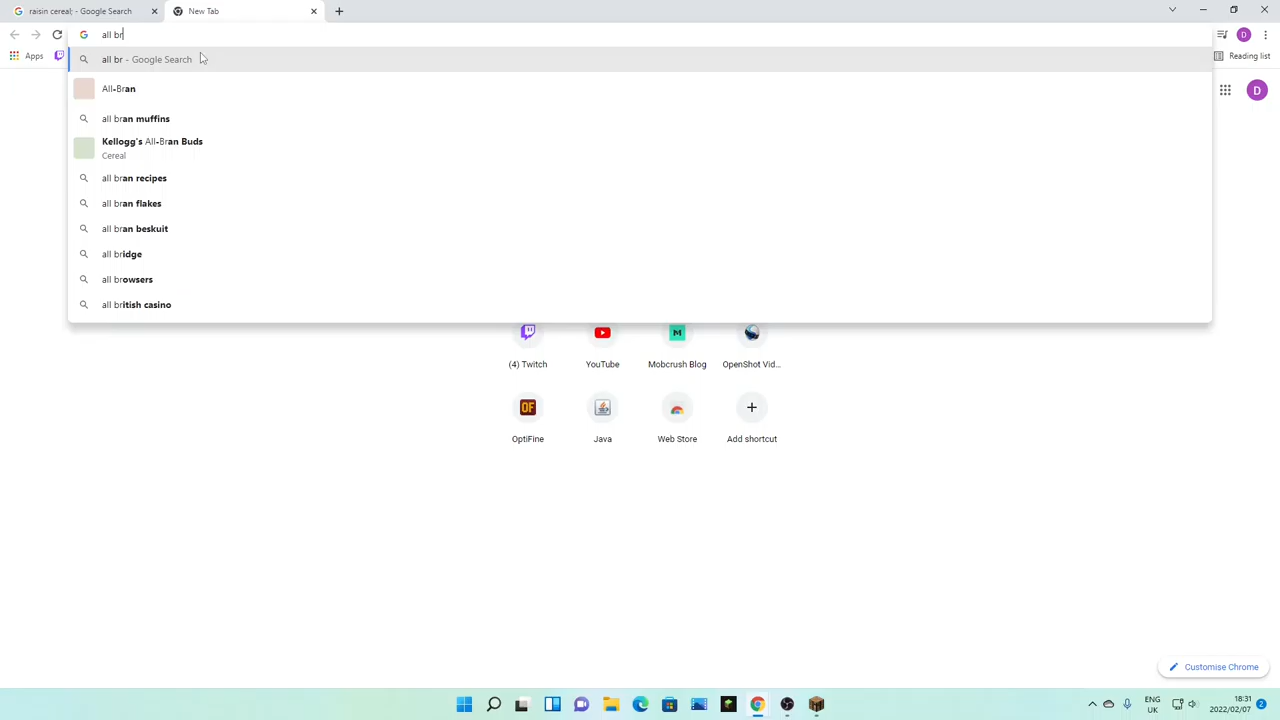 raisin cereal; - Google Search
New Tab
all br
Apps
Reading list
all br - Google Search
All-Bran
all bran muffins
Kellogg's All-Bran Buds
Cereal
all bran recipes
all bran flakes
all bran beskuit
all bridge
all browsers
all british casino
D
D
(4) Twitch
YouTube
Mobcrush Blog
OpenShot Vid...
M
OF
OptiFine
Java
Web Store
Add shortcut
Customise Chrome
ENG
UK
18:31
2022/02/07
2